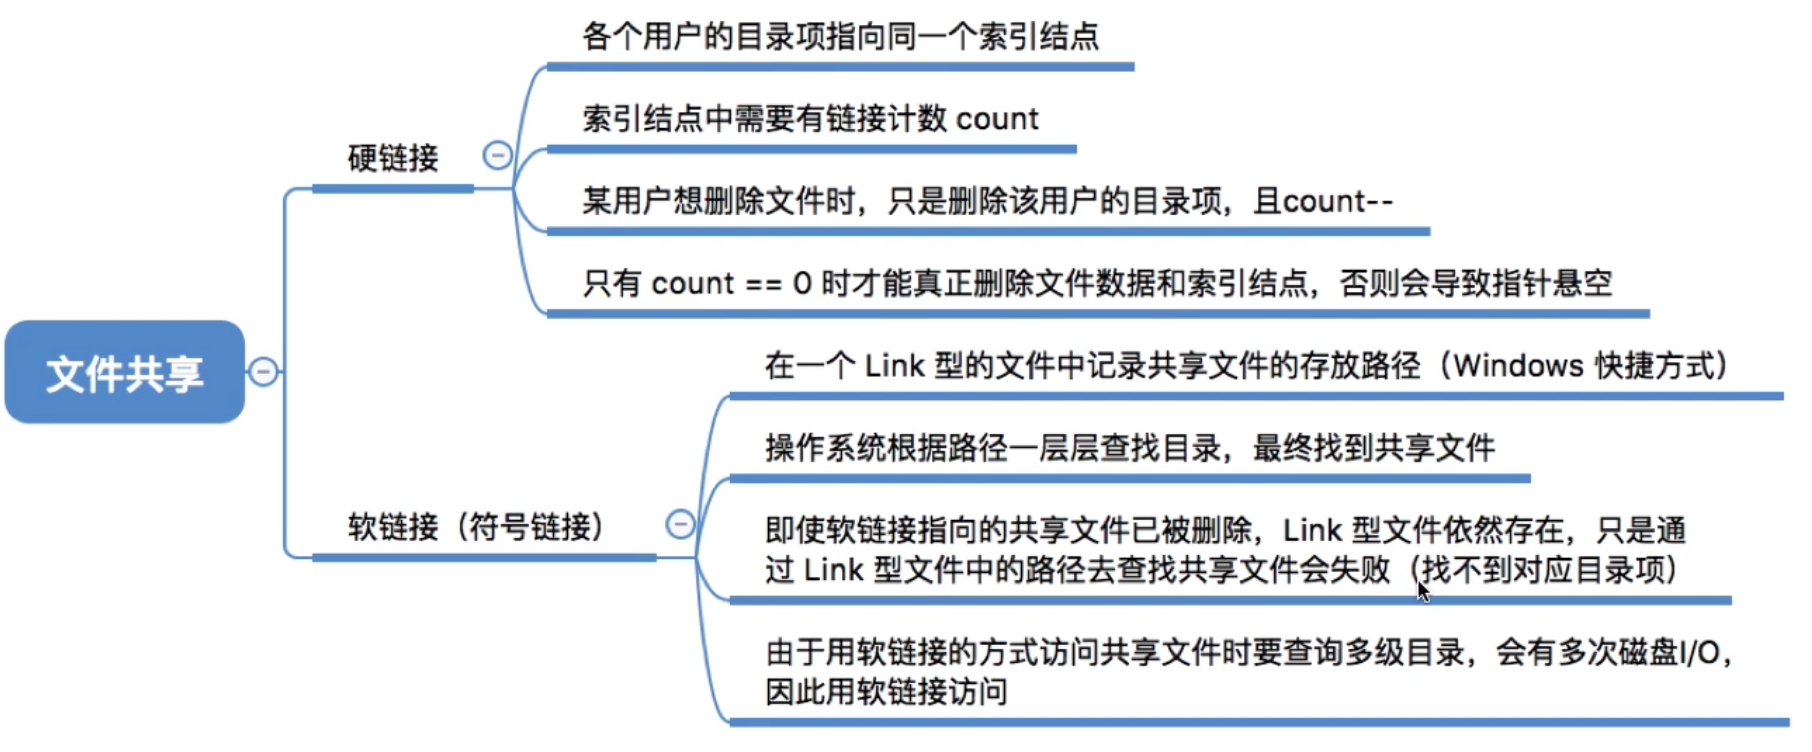 各个用户的目录项指向同一个索引结点
索引结点中需要有链接计数 count
硬链接
某用户想删除文件时，只是删除该用户的目录项，且count--
只有 count == 0 时才能真正删除文件数据和索引结点，否则会导致指针悬空
文件共享
在一个 Link 型的文件中记录共享文件的存放路径（Windows 快捷方式）
操作系统根据路径一层层查找目录，最终找到共享文件
软链接（符号链接）
即使软链接指向的共享文件已被删除，Link 型文件依然存在，只是通
过 Link 型文件中的路径去查找共享文件会失败（找不到对应目录项）
由于用软链接的方式访问共享文件时要查询多级目录，会有多次磁盘I/O，
因此用软链接访问